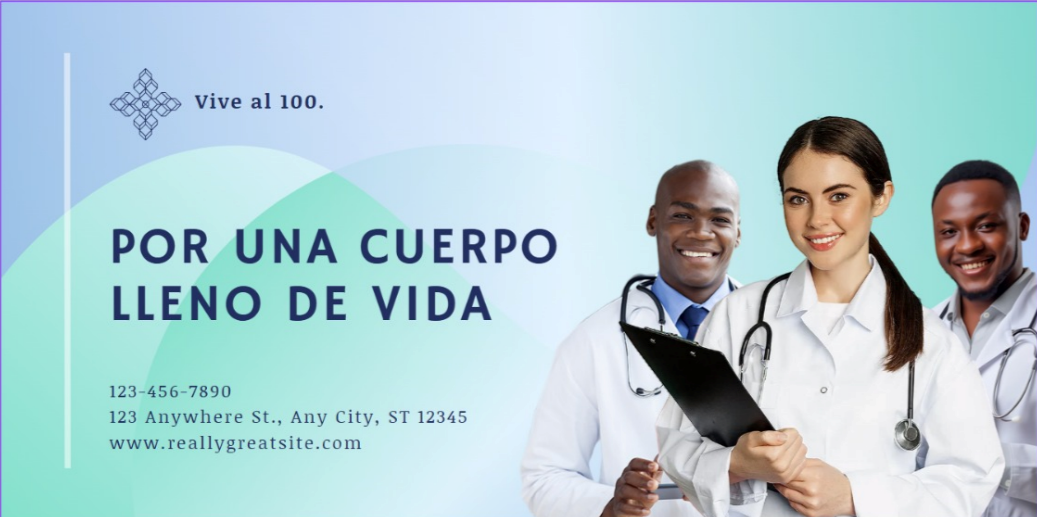 Vive al 100.
POR UNA CUERPO
LLENO DE VIDA
123-456-7890
123 Anywhere St., Any City, ST 12345
www.reallygreatsite.com